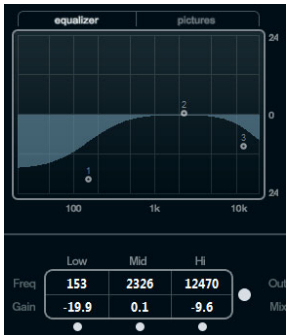 equalizer pictures
24
2
0
3
1
24
100 1k 10k
Low Mid Hi
Freq 153 2326 12470 Out
Gain -19.9 0.1 -9.6 Mix